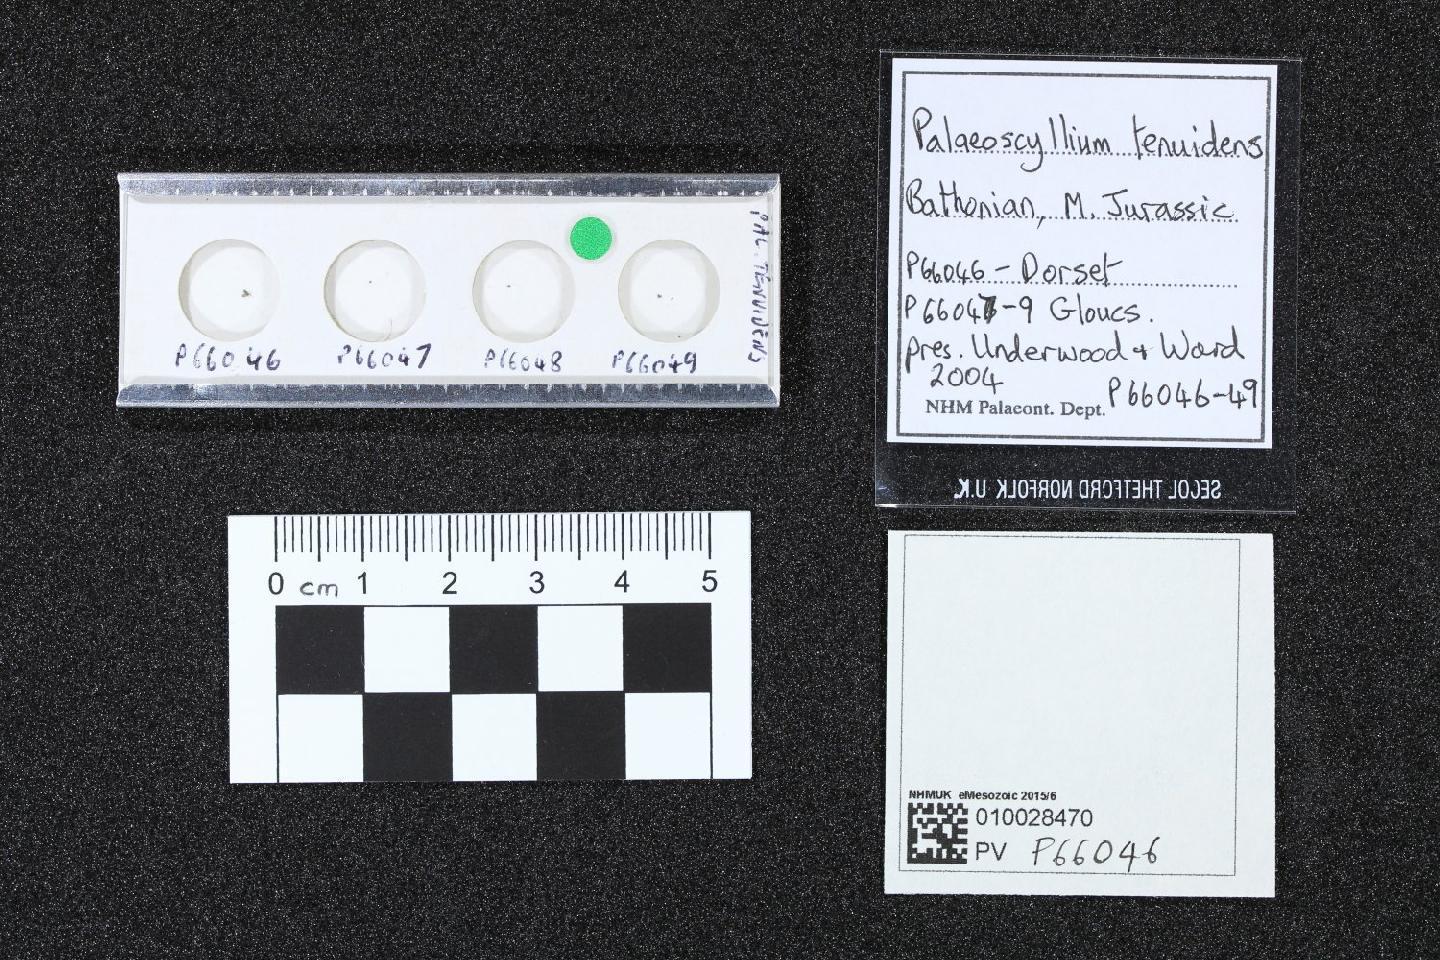 P66046 P66047 P66048 P66049
PAL. TENUIDENS
Palaeoscyllium tenuidens
Bathonian, M. Jurassic
P66046 - Dorset
P66047-9 Gloucs.
pres. Underwood + Ward
2004
P66046-49
NHM Palaeont. Dept.
SEGOL THETFORD NORFOLK U.K.
0 cm 1 2 3 4 5
NHMUK eMesozoic 2015/6
010028470
PV P66046